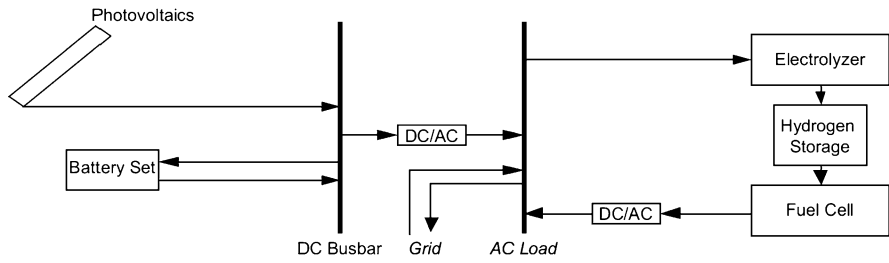 Photovoltaics
Electrolyzer
DC/AC
Hydrogen
Storage
Battery Set
DC/AC
Fuel Cell
DC Busbar
Grid
AC Load